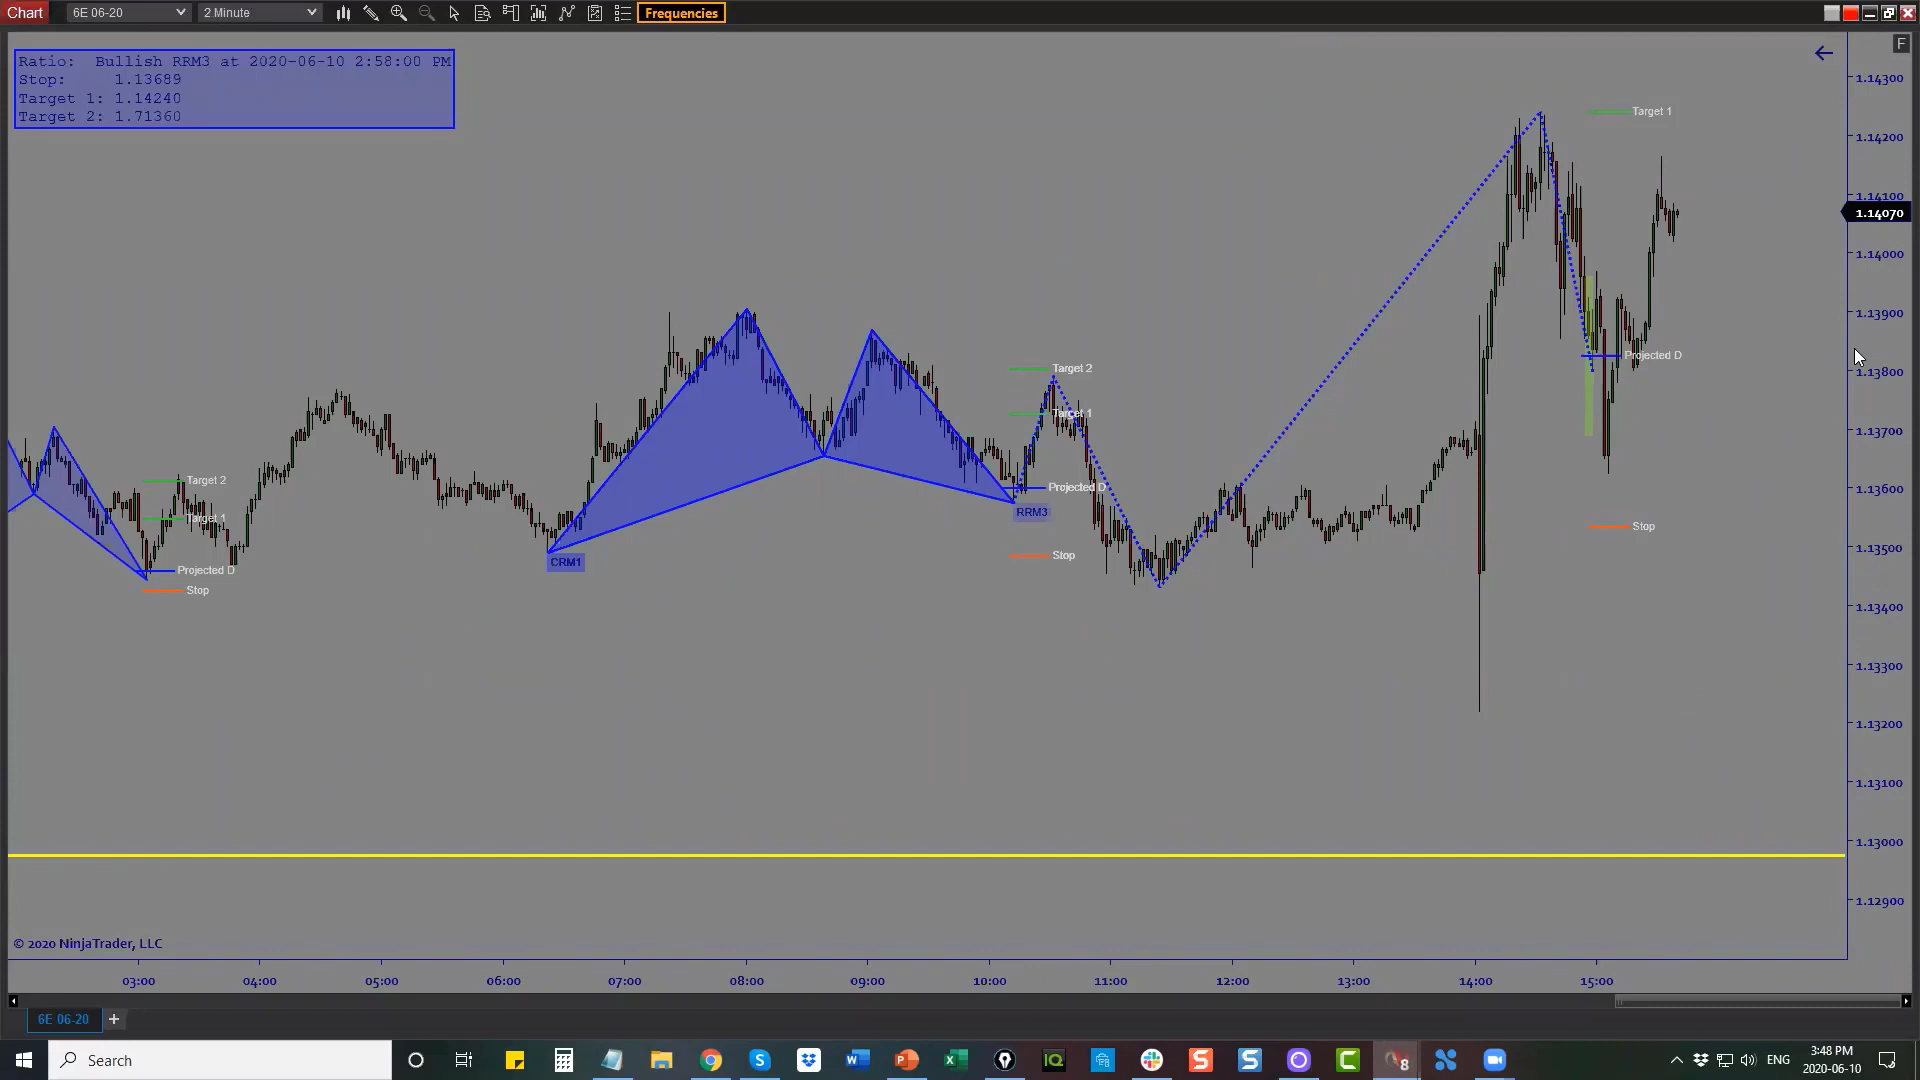 Chart
6E 06-20
2 Minute
Frequencies
F
Ratio: Bullish RRM3 at 2020-06-10 2:58:00 PM
Stop: 1.13689
Target 1: 1.14240
Target 2: 1.71360
1.14300
Target 1
1.14200
1.14100
1.14070
1.14000
1.13900
Projected D
1.13800
Target 2
Target 1
1.13700
Target 2
Projected D
1.13600
RRM3
Target 1
Stop
1.13500
Stop
CRM1
Projected D
Stop
1.13400
1.13300
1.13200
1.13100
1.13000
1.12900
© 2020 NinjaTrader, LLC
03:00
04:00
05:00
06:00
07:00
08:00
09:00
10:00
11:00
12:00
13:00
14:00
15:00
6E 06-20
+
Search
ENG
3:48 PM
2020-06-10